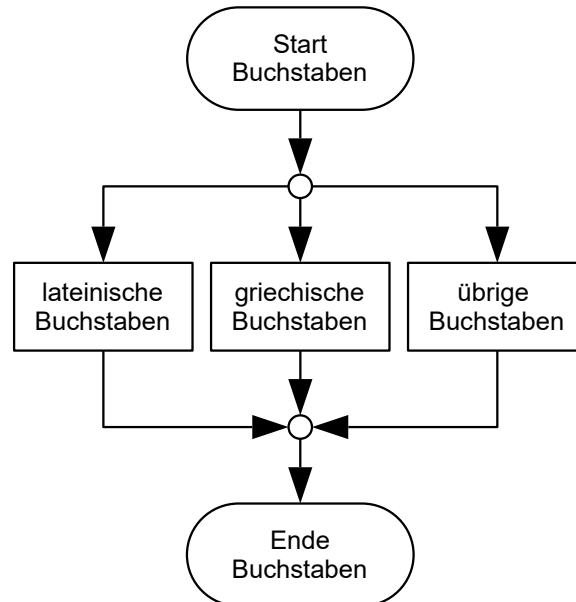 Start
Buchstaben
lateinische
Buchstaben
griechische
Buchstaben
übrige
Buchstaben
Ende
Buchstaben